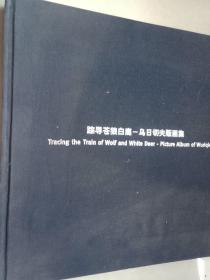 踪寻苍狼白鹿－乌日切夫版画集
Tracing the Train of Wolf and White Deer - Picture Album of Wuriqi